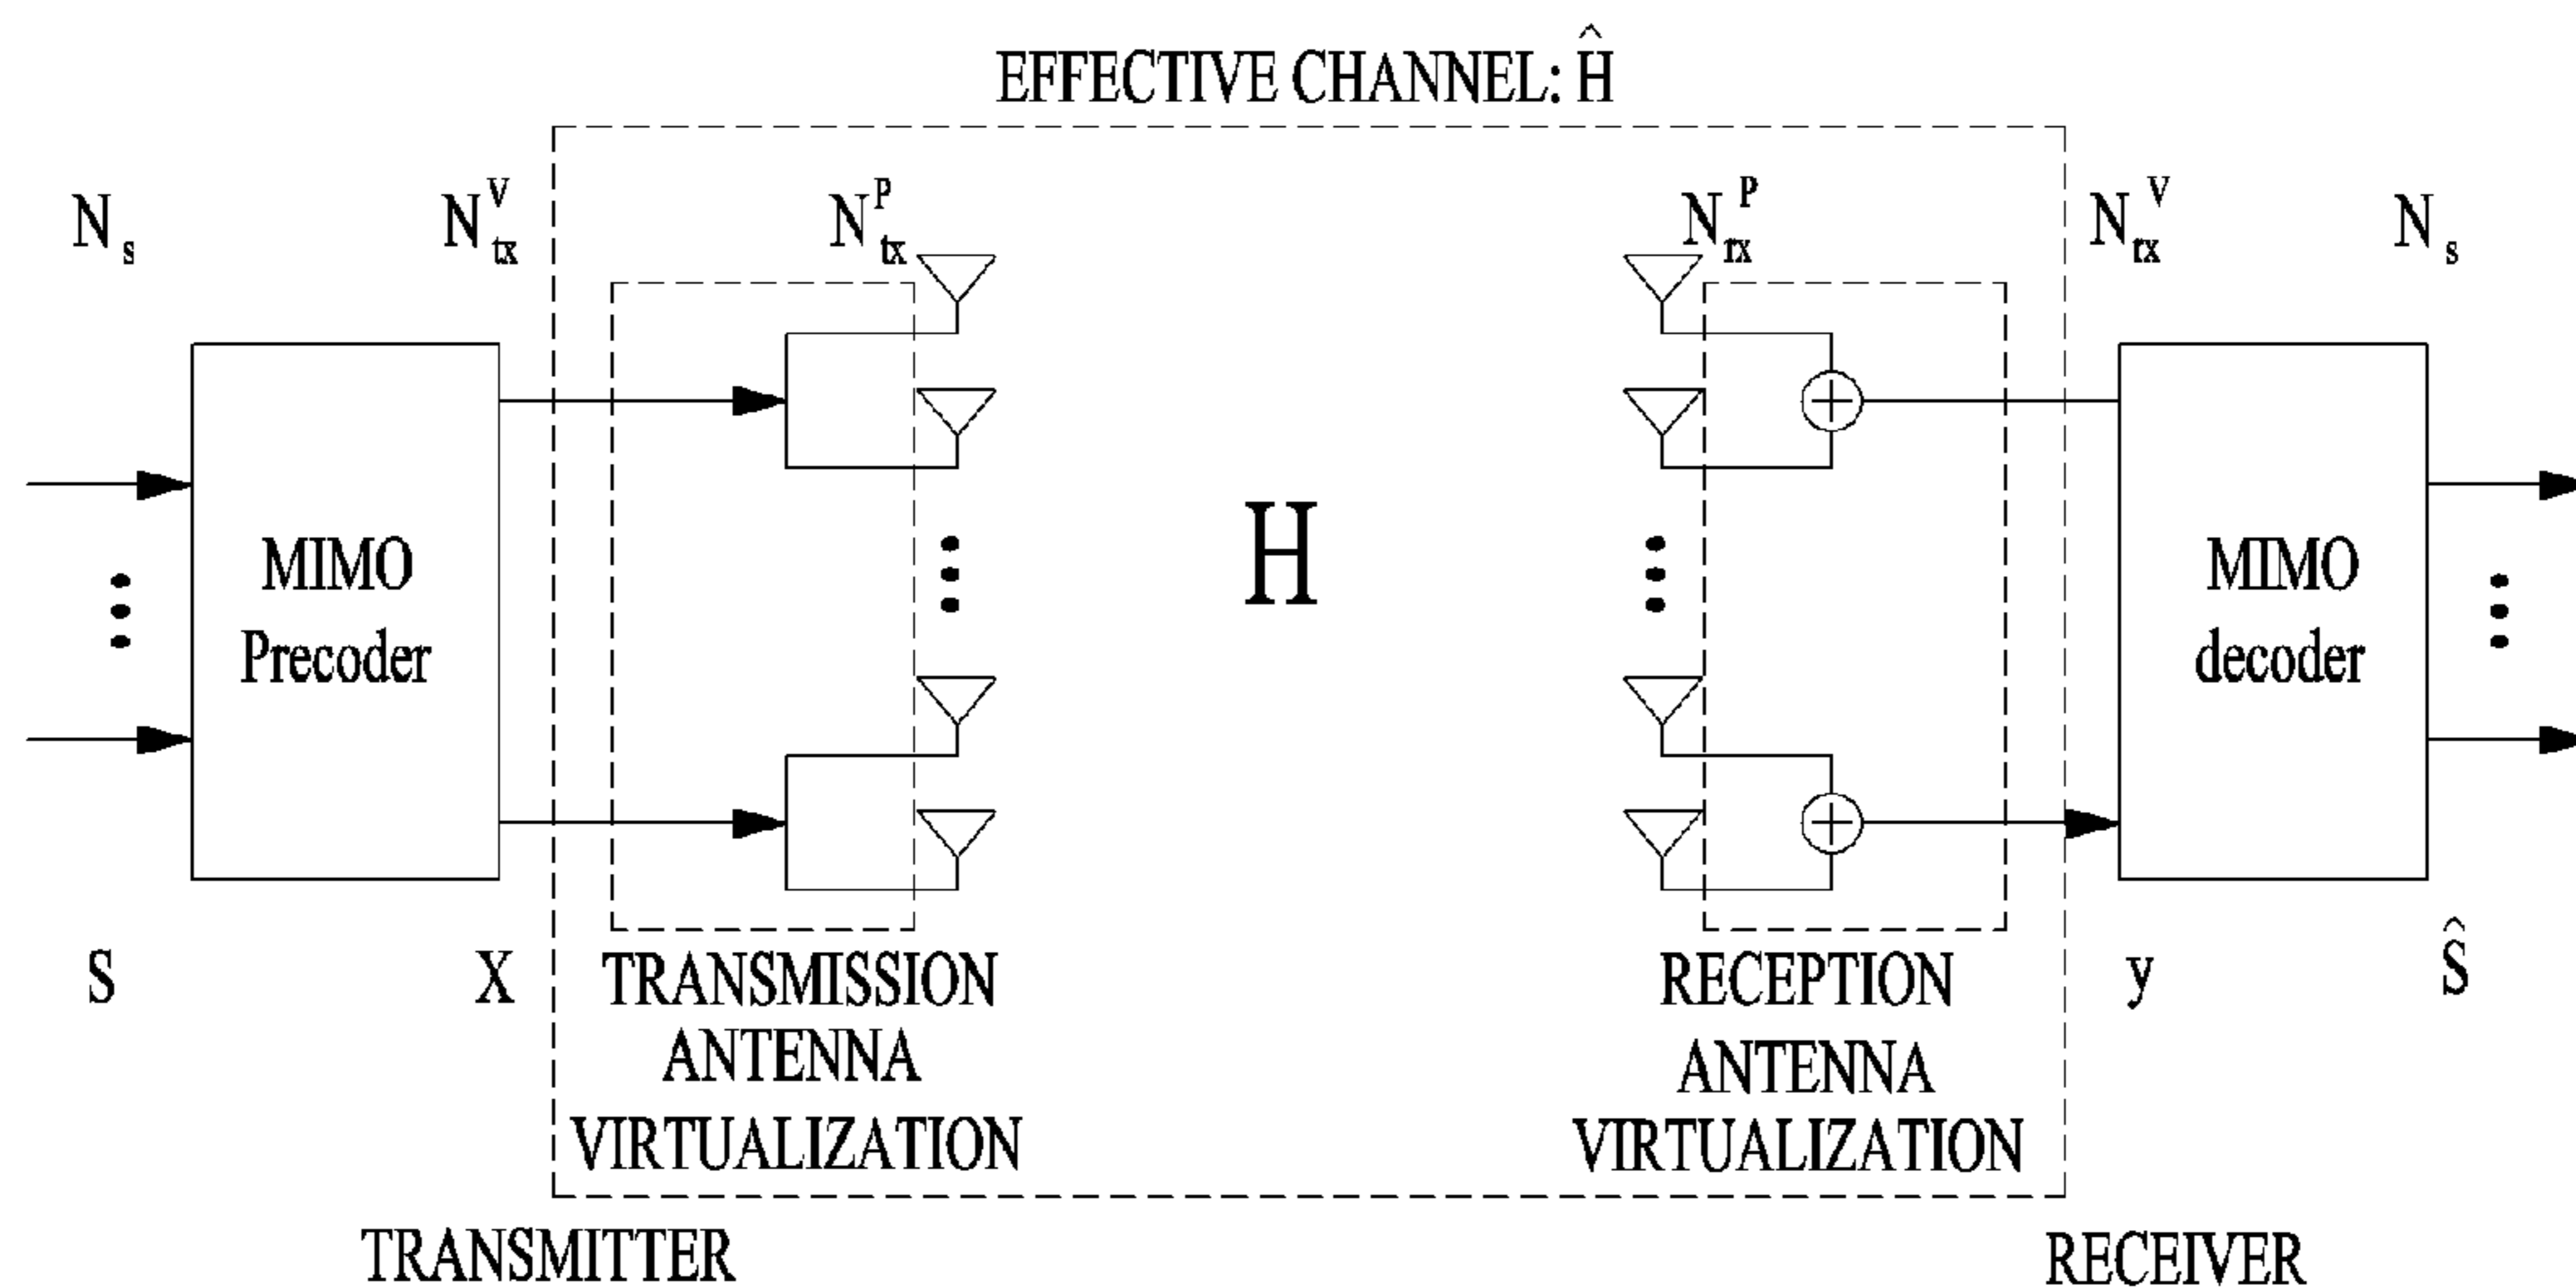 EFFECTIVE CHANNEL: Ĥ
N_s N_tx^V N_tx^P N_rx^P N_rx^V N_s
MIMO
Precoder
H
MIMO
decoder
S X y Ŝ
TRANSMISSION
ANTENNA
VIRTUALIZATION
RECEPTION
ANTENNA
VIRTUALIZATION
TRANSMITTER
RECEIVER